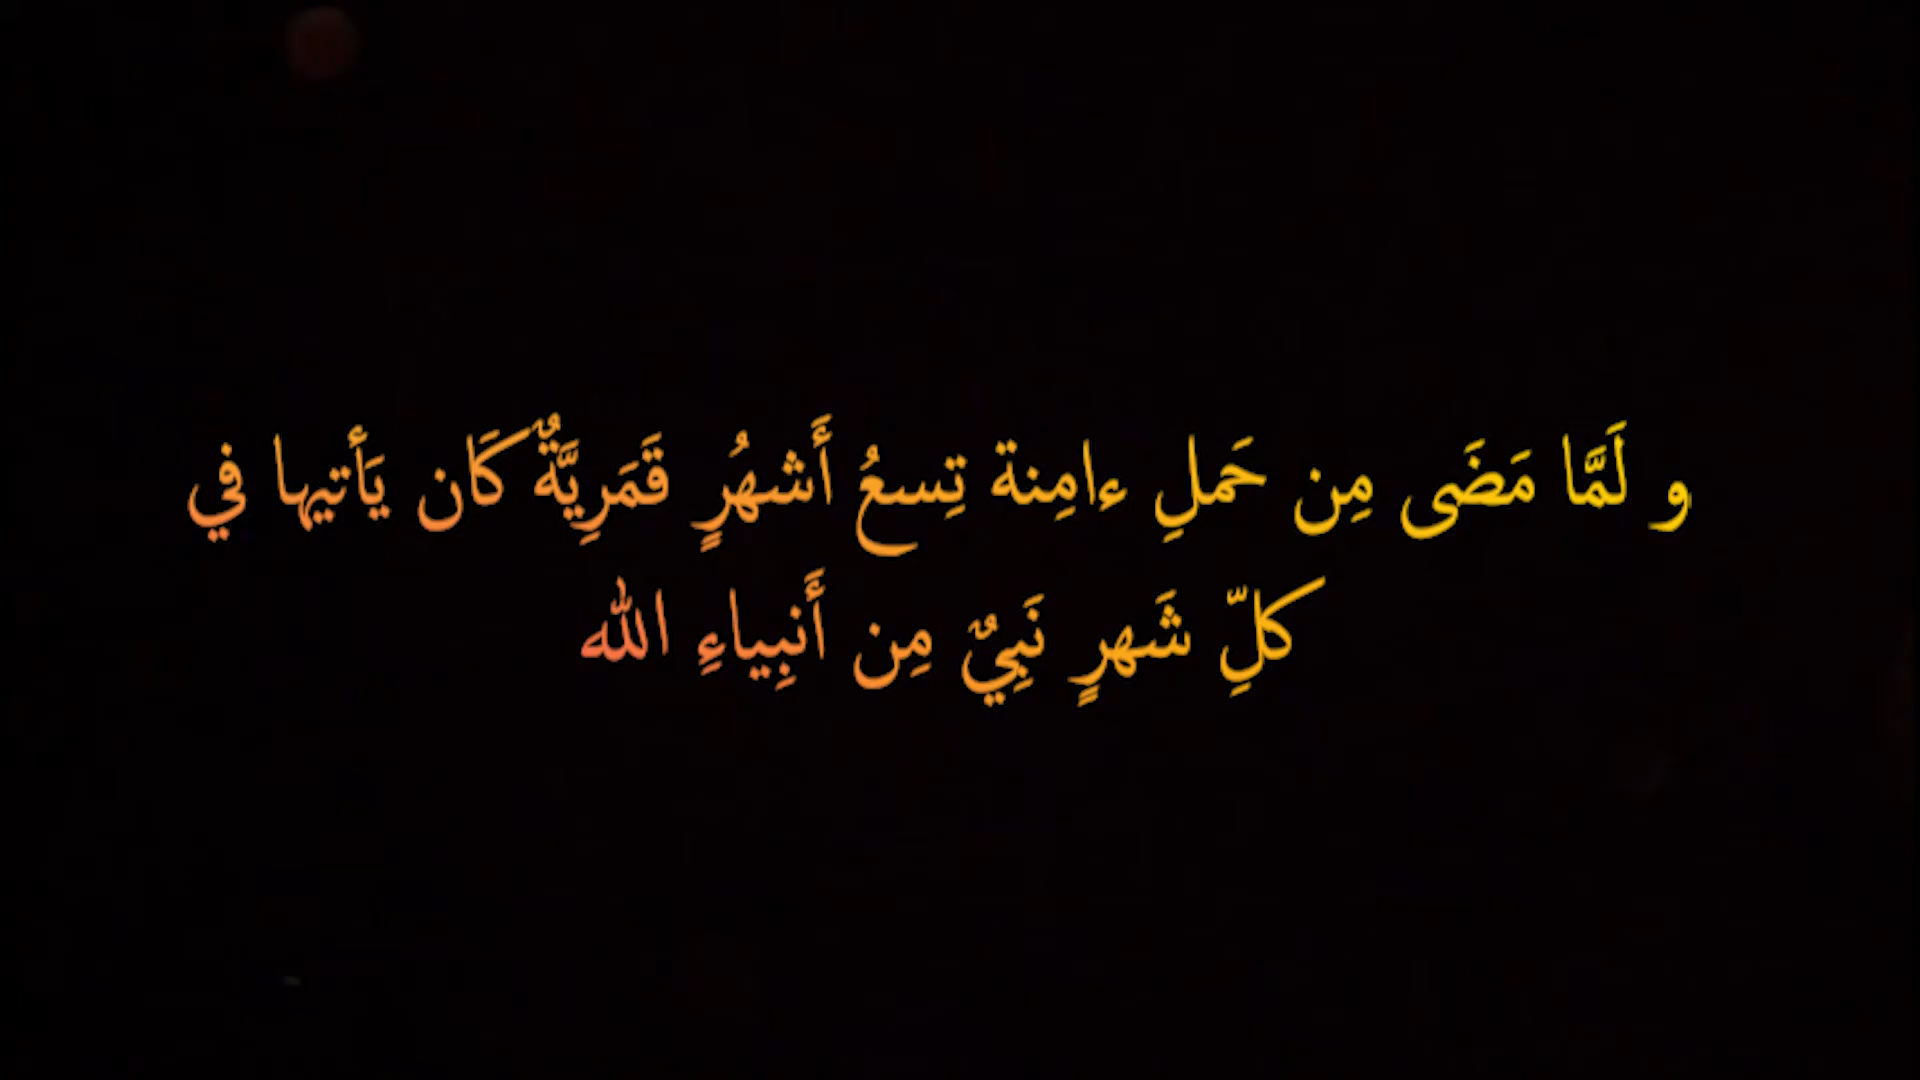 و لَمَّا مَضَى مِن حَملِ ءامِنة تِسعُ أَشهُرٍ قَمَرِيَّةٌ كَان يَأتيها في
كلِّ شَهرٍ نَبِيٌ مِن أَنبِياءِ الله